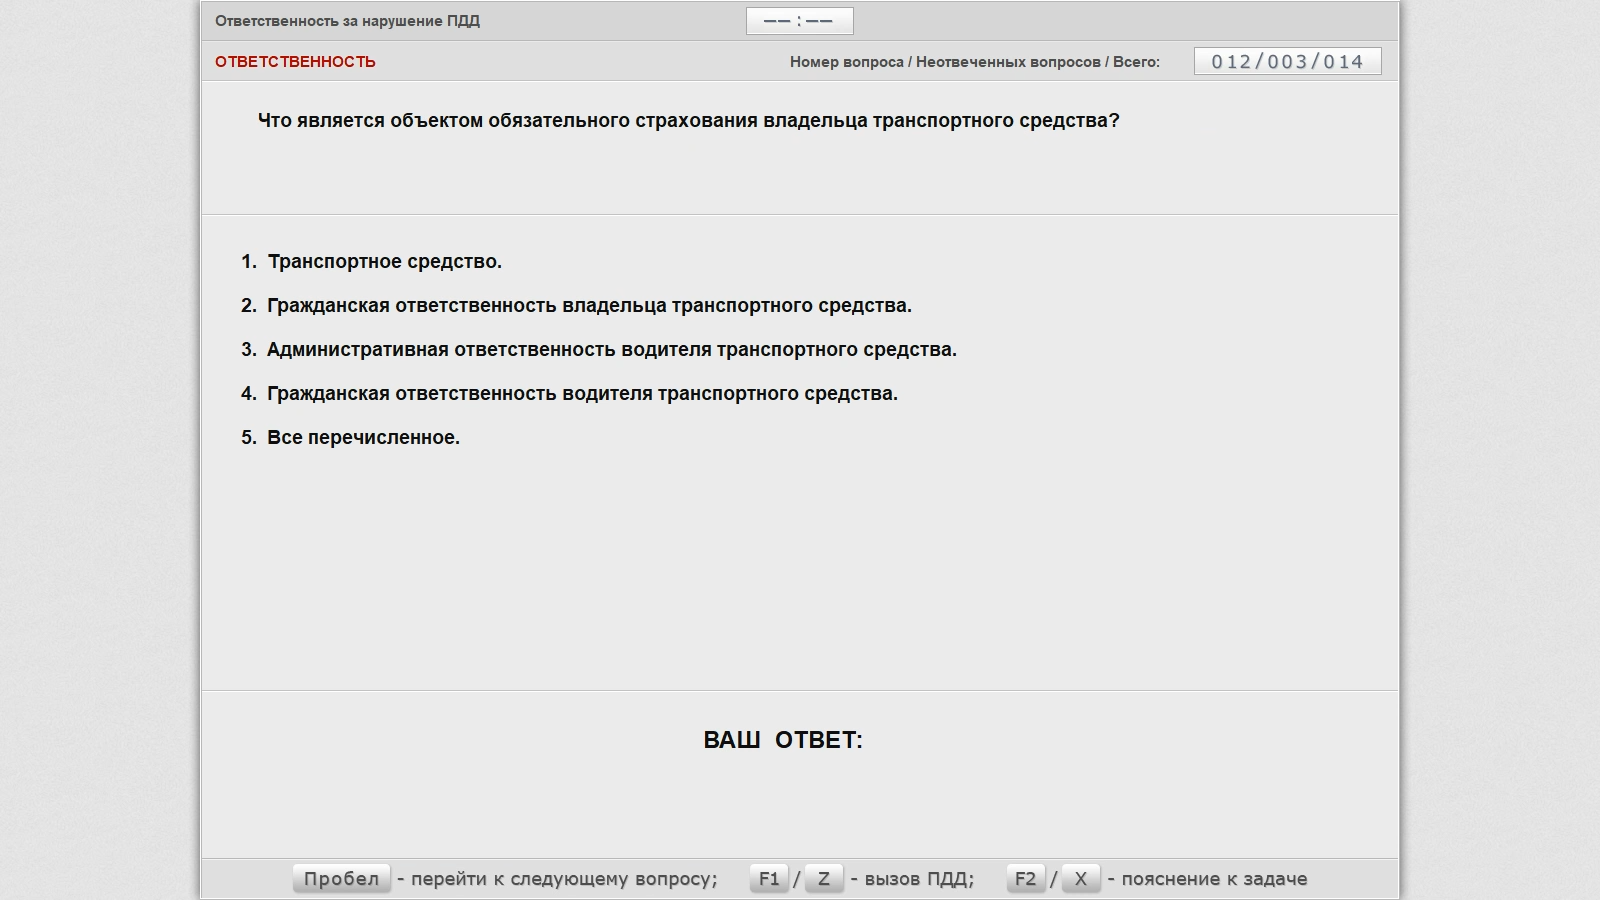 Ответственность за нарушение ПДД
——:——
ОТВЕТСТВЕННОСТЬ
Номер вопроса / Неотвеченных вопросов / Всего:
012/003/014
Что является объектом обязательного страхования владельца транспортного средства?
1. Транспортное средство.
2. Гражданская ответственность владельца транспортного средства.
3. Административная ответственность водителя транспортного средства.
4. Гражданская ответственность водителя транспортного средства.
5. Все перечисленное.
ВАШ ОТВЕТ:
Пробел - перейти к следующему вопросу; F1 / Z - вызов ПДД; F2 / X - пояснение к задаче